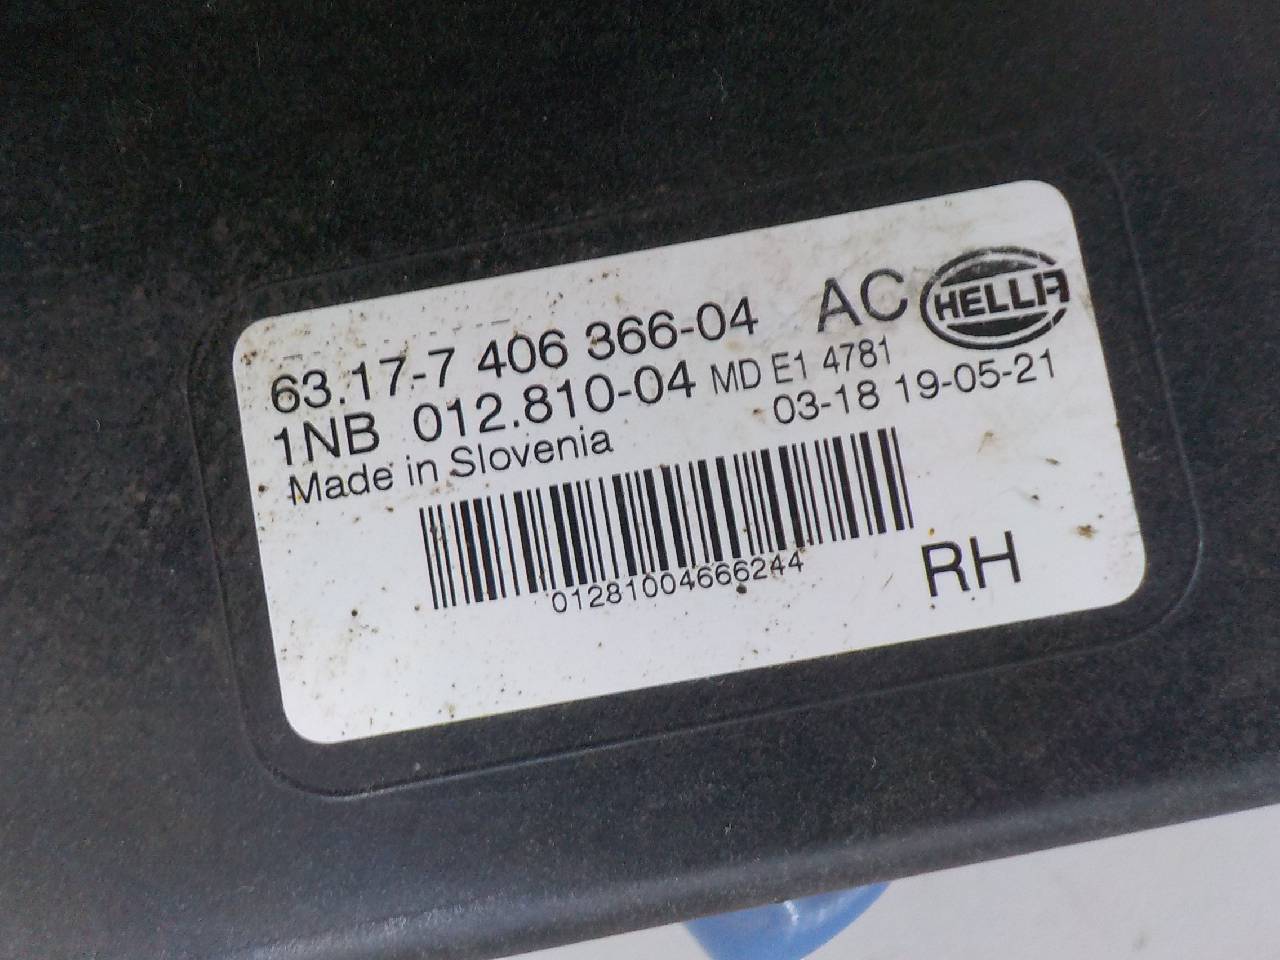 63.17-7 406 366-04 AC HELLA
1NB 012.810-04 MD E1 4781
Made in Slovenia 03-18 19-05-21
01281004666244
RH